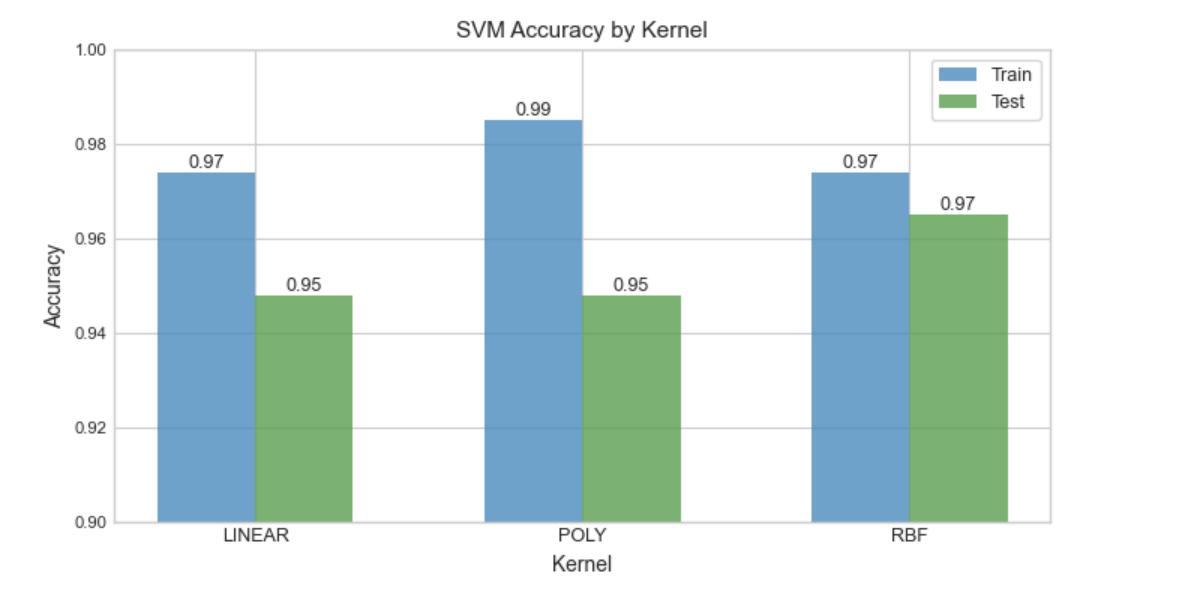 SVM Accuracy by Kernel
1.00
Train
Test
0.99
0.98
0.97
0.97
0.97
0.96
0.95
0.95
0.94
0.92
0.90
Accuracy
LINEAR
POLY
RBF
Kernel